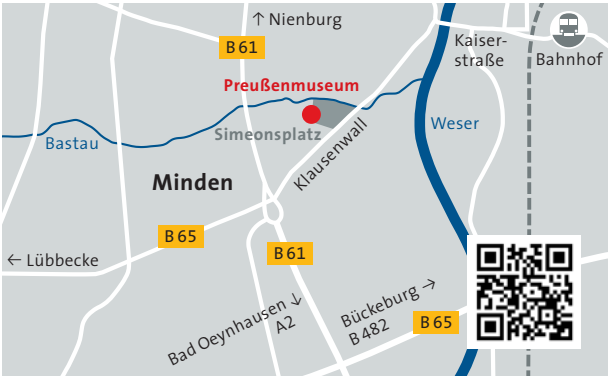 ↑ Nienburg
B 61
Kaiser-
straße
Bahnhof
Preußenmuseum
Simeonsplatz
Bastau
Weser
Klausenwall
Minden
B 65
← Lübbecke
B 61
Bad Oeynhausen ↓
A2
Bückeburg →
B 482
B 65